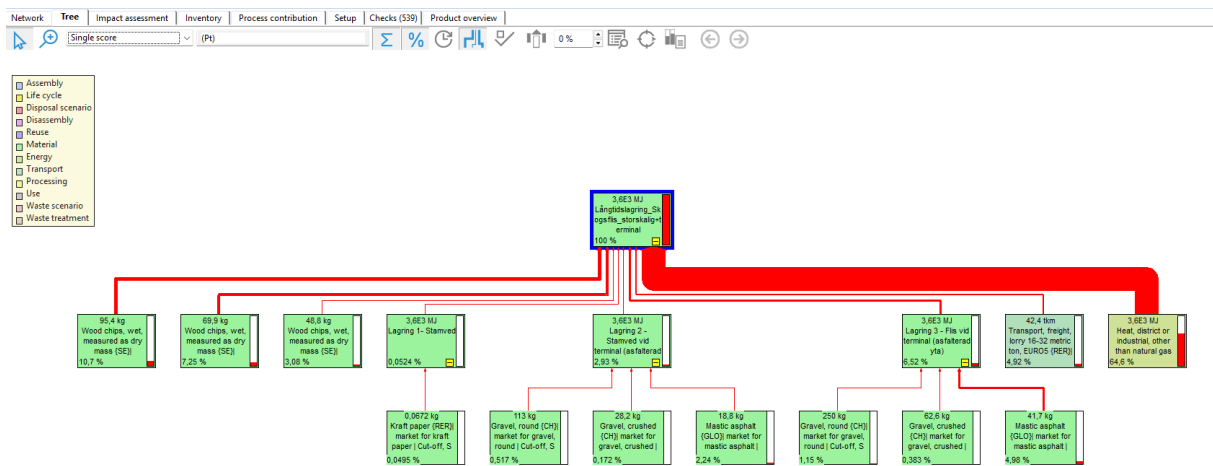 Network Tree Impact assessment Inventory Process contribution Setup Checks (539) Product overview
Single score (Pt) 0 %
Assembly
Life cycle
Disposal scenario
Disassembly
Reuse
Material
Energy
Transport
Processing
Use
Waste scenario
Waste treatment
3,6E3 MJ
Långtidslagring_Sk
ogsflis_storskalig+t
erminal
100 %
95,4 kg
Wood chips, wet,
measured as dry
mass {SE}|
10,7 %
69,9 kg
Wood chips, wet,
measured as dry
mass {SE}|
7,25 %
48,8 kg
Wood chips, wet,
measured as dry
mass {SE}|
3,08 %
3,6E3 MJ
Lagring 1- Stamved
0,0524 %
3,6E3 MJ
Lagring 2 -
Stamved vid
terminal (asfalterad
2,93 %
3,6E3 MJ
Lagring 3 - Flis vid
terminal (asfalterad
yta)
6,52 %
42,4 tkm
Transport, freight,
lorry 16-32 metric
ton, EURO5 {RER}|
4,92 %
3,6E3 MJ
Heat, district or
industrial, other
than natural gas
64,6 %
0,0672 kg
Kraft paper {RER}|
market for kraft
paper | Cut-off, S
0,0495 %
113 kg
Gravel, round {CH}|
market for gravel,
round | Cut-off, S
0,517 %
28,2 kg
Gravel, crushed
{CH}| market for
gravel, crushed |
0,172 %
18,8 kg
Mastic asphalt
{GLO}| market for
mastic asphalt |
2,24 %
250 kg
Gravel, round {CH}|
market for gravel,
round | Cut-off, S
1,15 %
62,6 kg
Gravel, crushed
{CH}| market for
gravel, crushed |
0,383 %
41,7 kg
Mastic asphalt
{GLO}| market for
mastic asphalt |
4,98 %